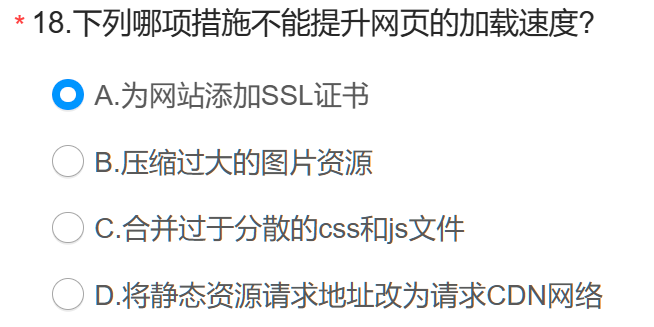 * 18.下列哪项措施不能提升网页的加载速度?
A.为网站添加SSL证书
B.压缩过大的图片资源
C.合并过于分散的css和js文件
D.将静态资源请求地址改为请求CDN网络